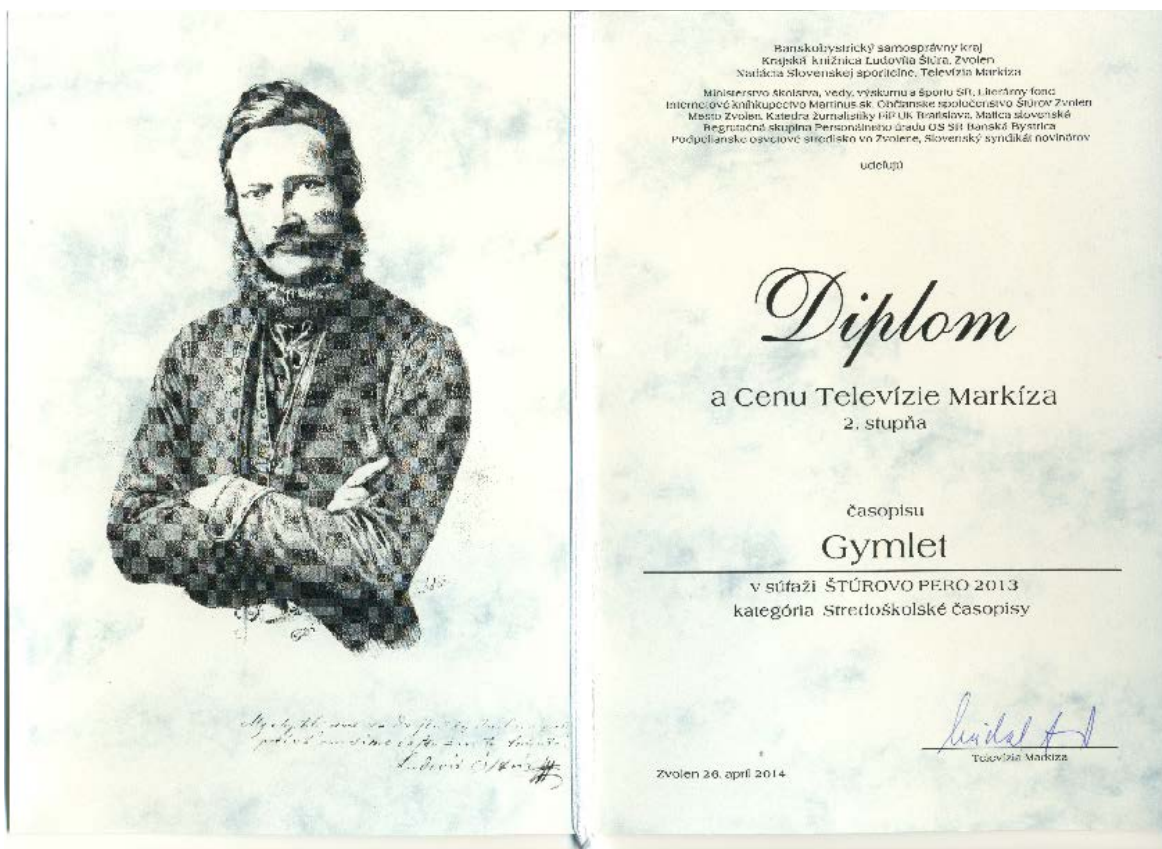 Ľudovít Štúr
Banskobystrický samosprávny kraj
Krajská knižnica Ľudovíta Štúra, Zvolen
Nadácia Slovenskej sporiteľne, Televízia Markíza
Ministerstvo školstva, vedy, výskumu a športu SR, Literárny fond
Internetové kníhkupectvo Martinus.sk, Občianske spoločenstvo Štúrov Zvolen
Mesto Zvolen, Katedra žurnalistiky FiF UK Bratislava, Matica slovenská
Regrutačná skupina Personálneho úradu OS SR Banská Bystrica
Podpolianske osvetové stredisko vo Zvolene, Slovenský syndikát novinárov
udeľujú
Diplom
a Cenu Televízie Markíza
2. stupňa
časopisu
Gymlet
v súťaži ŠTÚROVO PERO 2013
kategória Stredoškolské časopisy
Televízia Markíza
Zvolen 26. apríl 2014